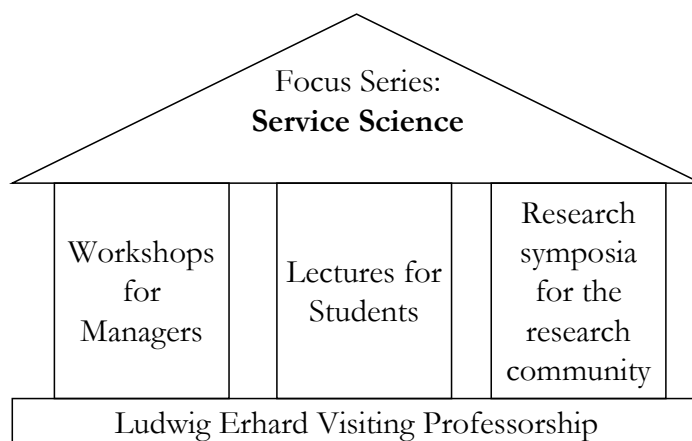 Focus Series:
Service Science
Workshops
for
Managers
Lectures for
Students
Research
symposia
for the
research
community
Ludwig Erhard Visiting Professorship